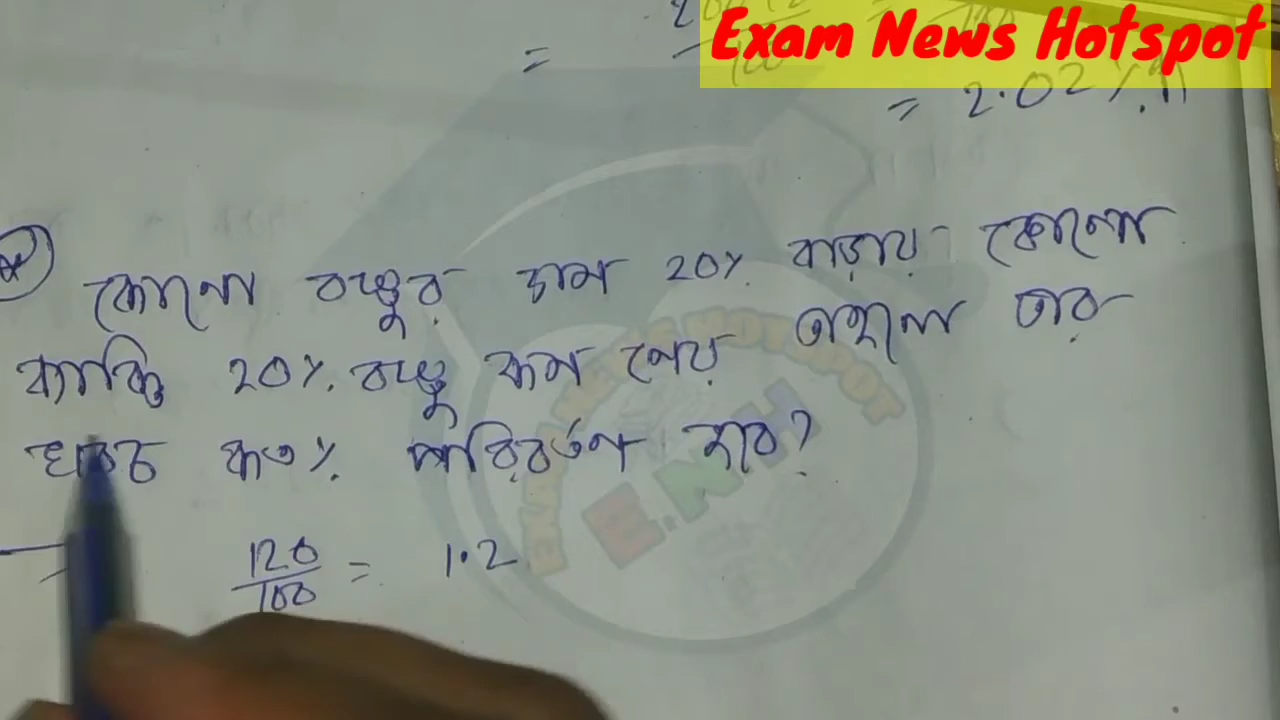 Exam News Hotspot
=
= 2.02%
কোনো বস্তুর দাম 20% বাড়ায় কোনো
ব্যক্তি 20% বস্তু কম নেয় তাহলে তার
খরচ কত% পরিবর্তন হবে?
120/100 = 1.2